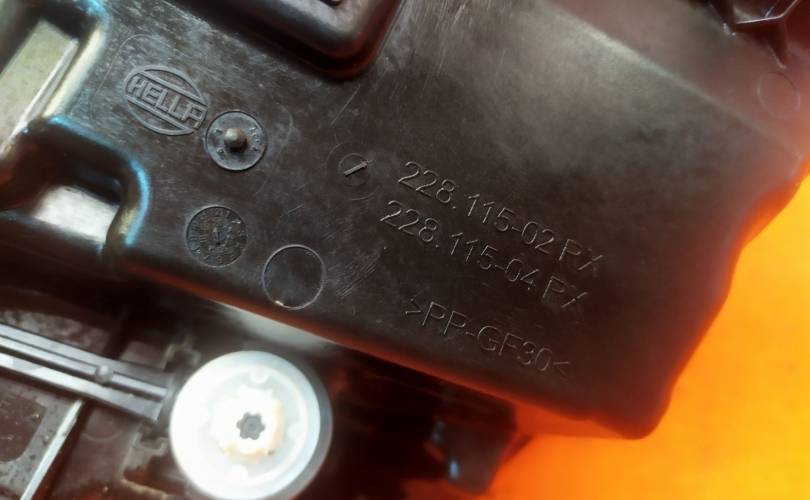 HELLA
228.115-02 PX
228.115-04 PX
>PP-GF30<